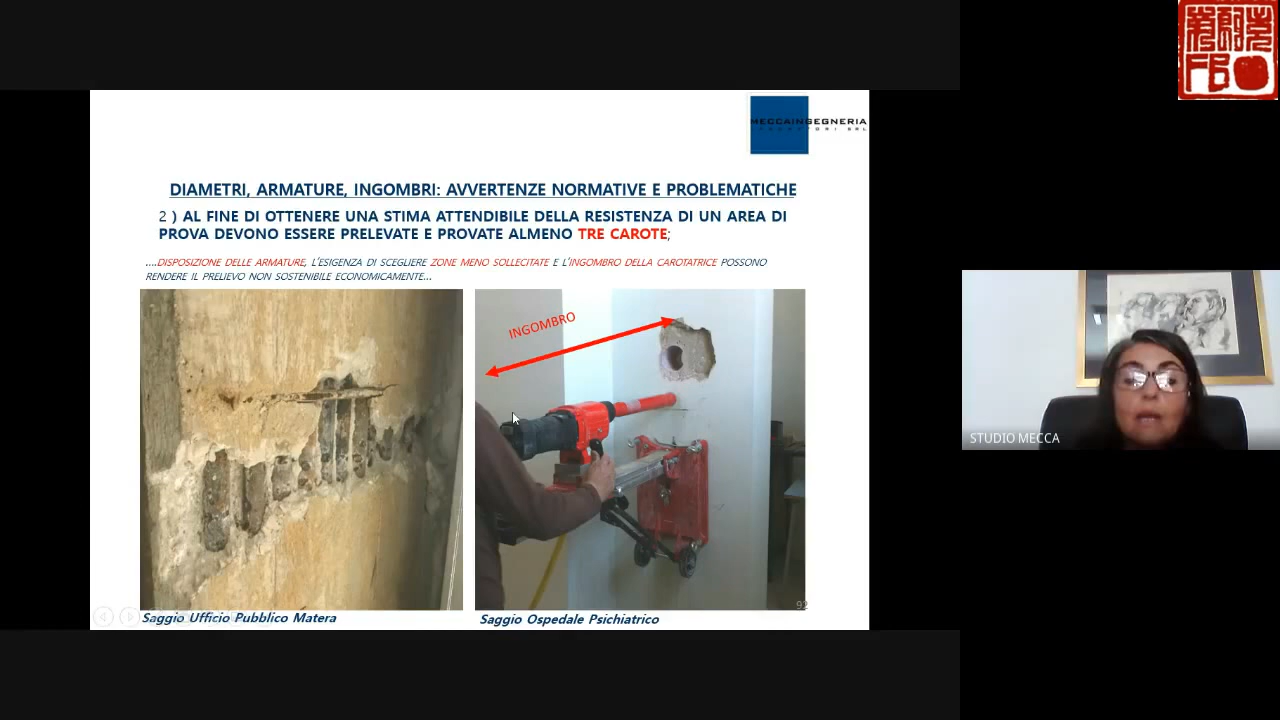 MECCAINGEGNERIA
DIAMETRI, ARMATURE, INGOMBRI: AVVERTENZE NORMATIVE E PROBLEMATICHE
2 ) AL FINE DI OTTENERE UNA STIMA ATTENDIBILE DELLA RESISTENZA DI UN AREA DI
PROVA DEVONO ESSERE PRELEVATE E PROVATE ALMENO TRE CAROTE;
....DISPOSIZIONE DELLE ARMATURE, L'ESIGENZA DI SCEGLIERE ZONE MENO SOLLECITATE E L'INGOMBRO DELLA CAROTATRICE POSSONO
RENDERE IL PRELIEVO NON SOSTENIBILE ECONOMICAMENTE...
INGOMBRO
92
Saggio Ufficio Pubblico Matera
Saggio Ospedale Psichiatrico
STUDIO MECCA